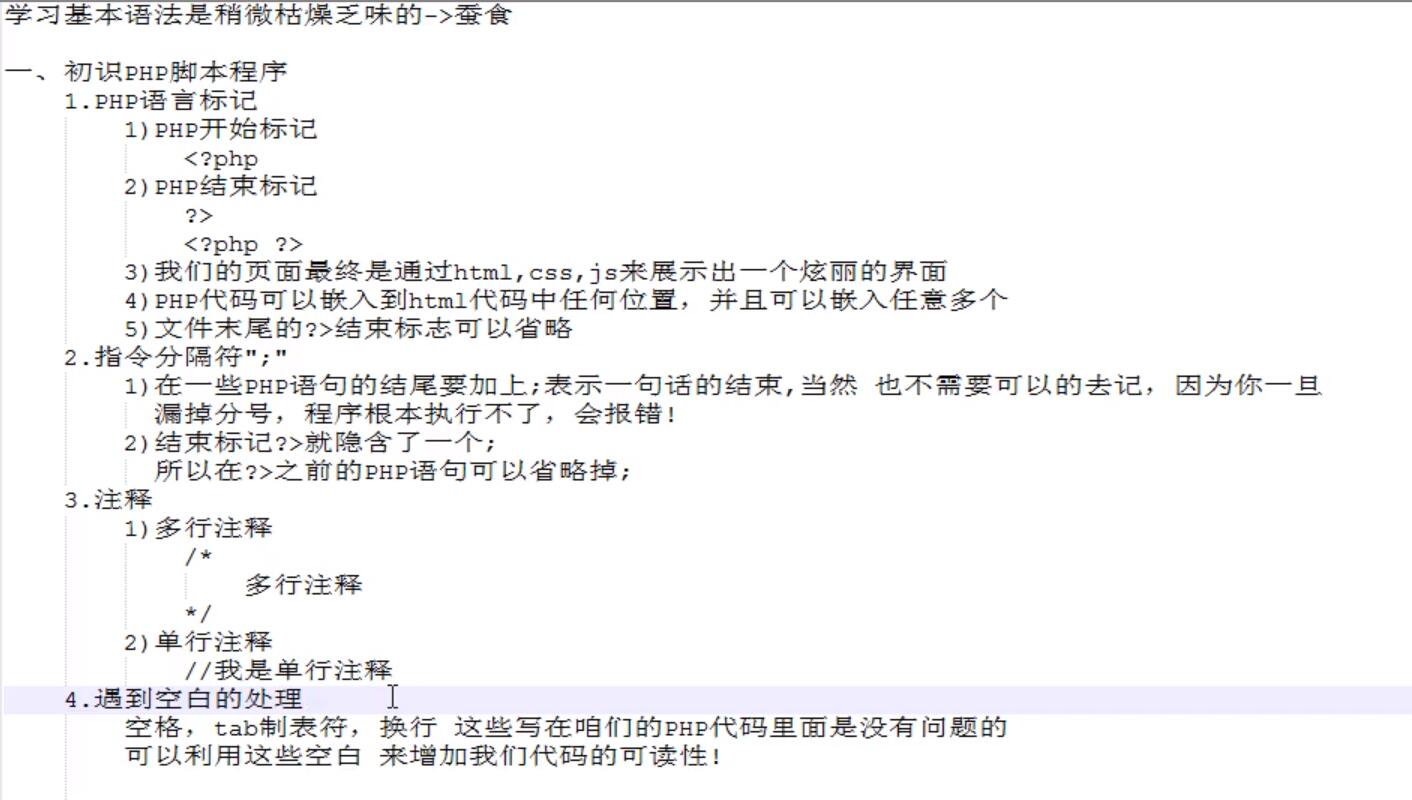 学习基本语法是稍微枯燥乏味的->蚕食
一、初识PHP脚本程序
1.PHP语言标记
1)PHP开始标记
<?php
2)PHP结束标记
?>
<?php ?>
3)我们的页面最终是通过html,css,js来展示出一个炫丽的界面
4)PHP代码可以嵌入到html代码中任何位置，并且可以嵌入任意多个
5)文件末尾的?>结束标志可以省略
2.指令分隔符";"
1)在一些PHP语句的结尾要加上;表示一句话的结束,当然 也不需要可以的去记，因为你一旦
漏掉分号，程序根本执行不了，会报错!
2)结束标记?>就隐含了一个;
所以在?>之前的PHP语句可以省略掉;
3.注释
1)多行注释
/*
多行注释
*/
2)单行注释
//我是单行注释
4.遇到空白的处理
空格，tab制表符，换行 这些写在咱们的PHP代码里面是没有问题的
可以利用这些空白 来增加我们代码的可读性!